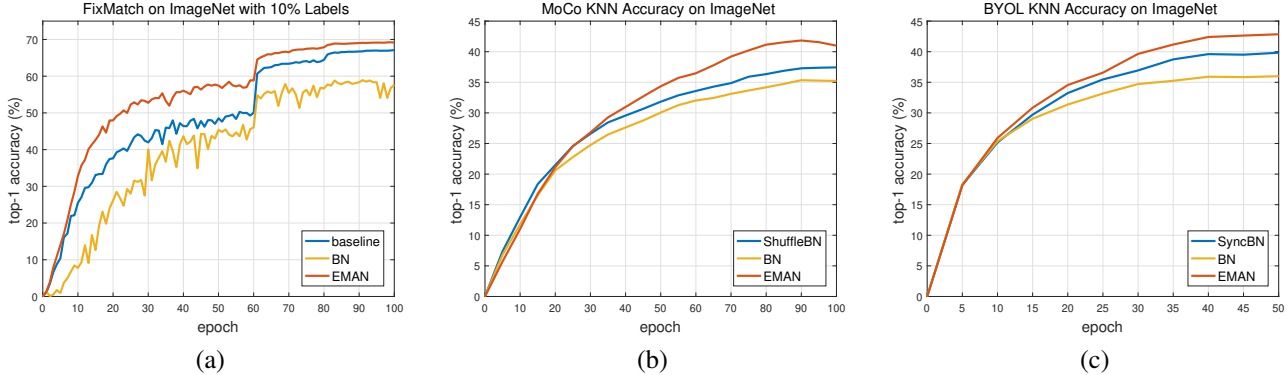 FixMatch on ImageNet with 10% Labels
top-1 accuracy (%)
70
60
50
40
30
20
10
0
0 10 20 30 40 50 60 70 80 90 100
epoch
baseline
BN
EMAN
(a)
MoCo KNN Accuracy on ImageNet
top-1 accuracy (%)
45
40
35
30
25
20
15
10
5
0
0 10 20 30 40 50 60 70 80 90 100
epoch
ShuffleBN
BN
EMAN
(b)
BYOL KNN Accuracy on ImageNet
top-1 accuracy (%)
45
40
35
30
25
20
15
10
5
0
0 5 10 15 20 25 30 35 40 45 50
epoch
SyncBN
BN
EMAN
(c)